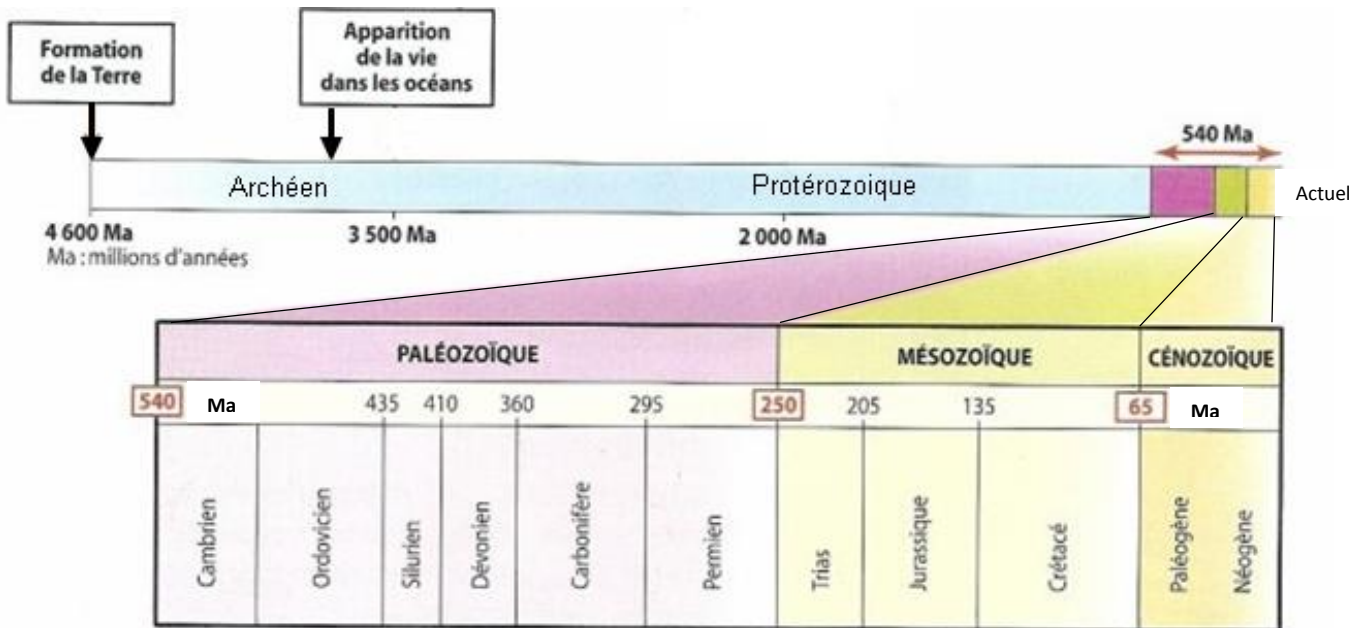 Formation
de la Terre
Apparition
de la vie
dans les océans
540 Ma
Archéen
Protérozoique
Actuel
4 600 Ma
3 500 Ma
2 000 Ma
Ma : millions d'années
PALÉOZOÏQUE
MÉSOZOÏQUE
CÉNOZOÏQUE
540 Ma 435 410 360 295 250 205 135 65 Ma
Cambrien
Ordovicien
Silurien
Dévonien
Carbonifère
Permien
Trias
Jurassique
Crétacé
Paléogène
Néogène